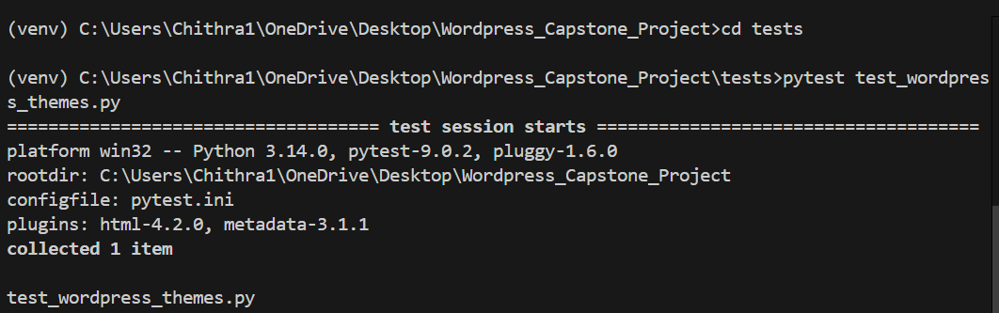 (venv) C:\Users\Chithra1\OneDrive\Desktop\Wordpress_Capstone_Project>cd tests
(venv) C:\Users\Chithra1\OneDrive\Desktop\Wordpress_Capstone_Project\tests>pytest test_wordpres
s_themes.py
==================================== test session starts =====================================
platform win32 -- Python 3.14.0, pytest-9.0.2, pluggy-1.6.0
rootdir: C:\Users\Chithra1\OneDrive\Desktop\Wordpress_Capstone_Project
configfile: pytest.ini
plugins: html-4.2.0, metadata-3.1.1
collected 1 item
test_wordpress_themes.py